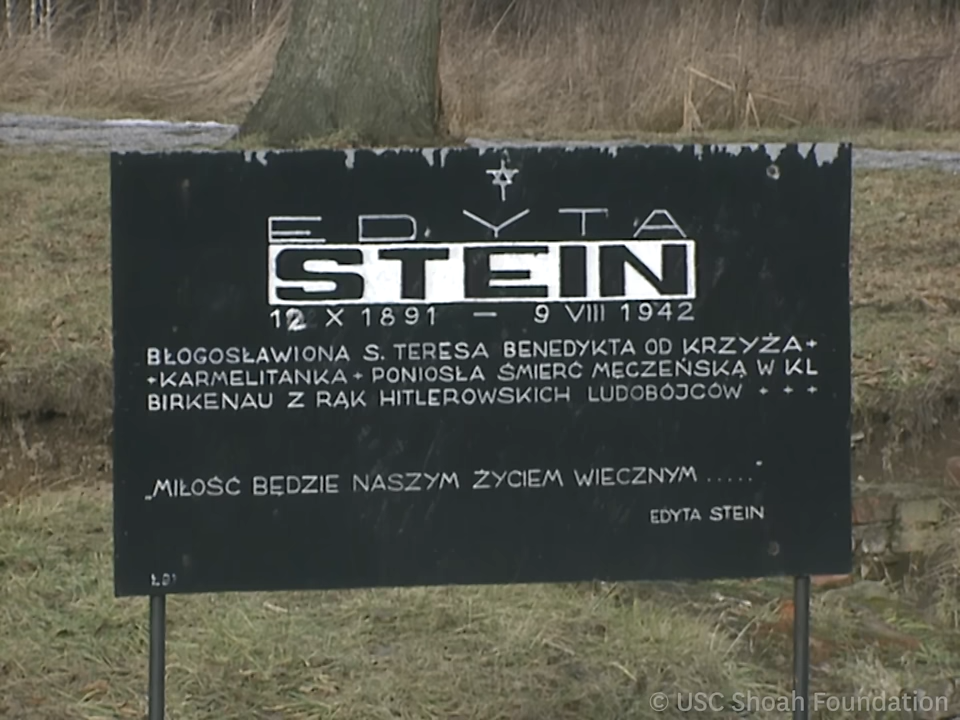 EDYTA
STEIN
12 X 1891 — 9 VIII 1942
BŁOGOSŁAWIONA S. TERESA BENEDYKTA OD KRZYŻA+
+KARMELITANKA + PONIOSŁA ŚMIERĆ MĘCZEŃSKĄ W KL
BIRKENAU Z RĄK HITLEROWSKICH LUDOBÓJCÓW + + +
„MIŁOŚĆ BĘDZIE NASZYM ŻYCIEM WIECZNYM ....."
EDYTA STEIN
© USC Shoah Foundation